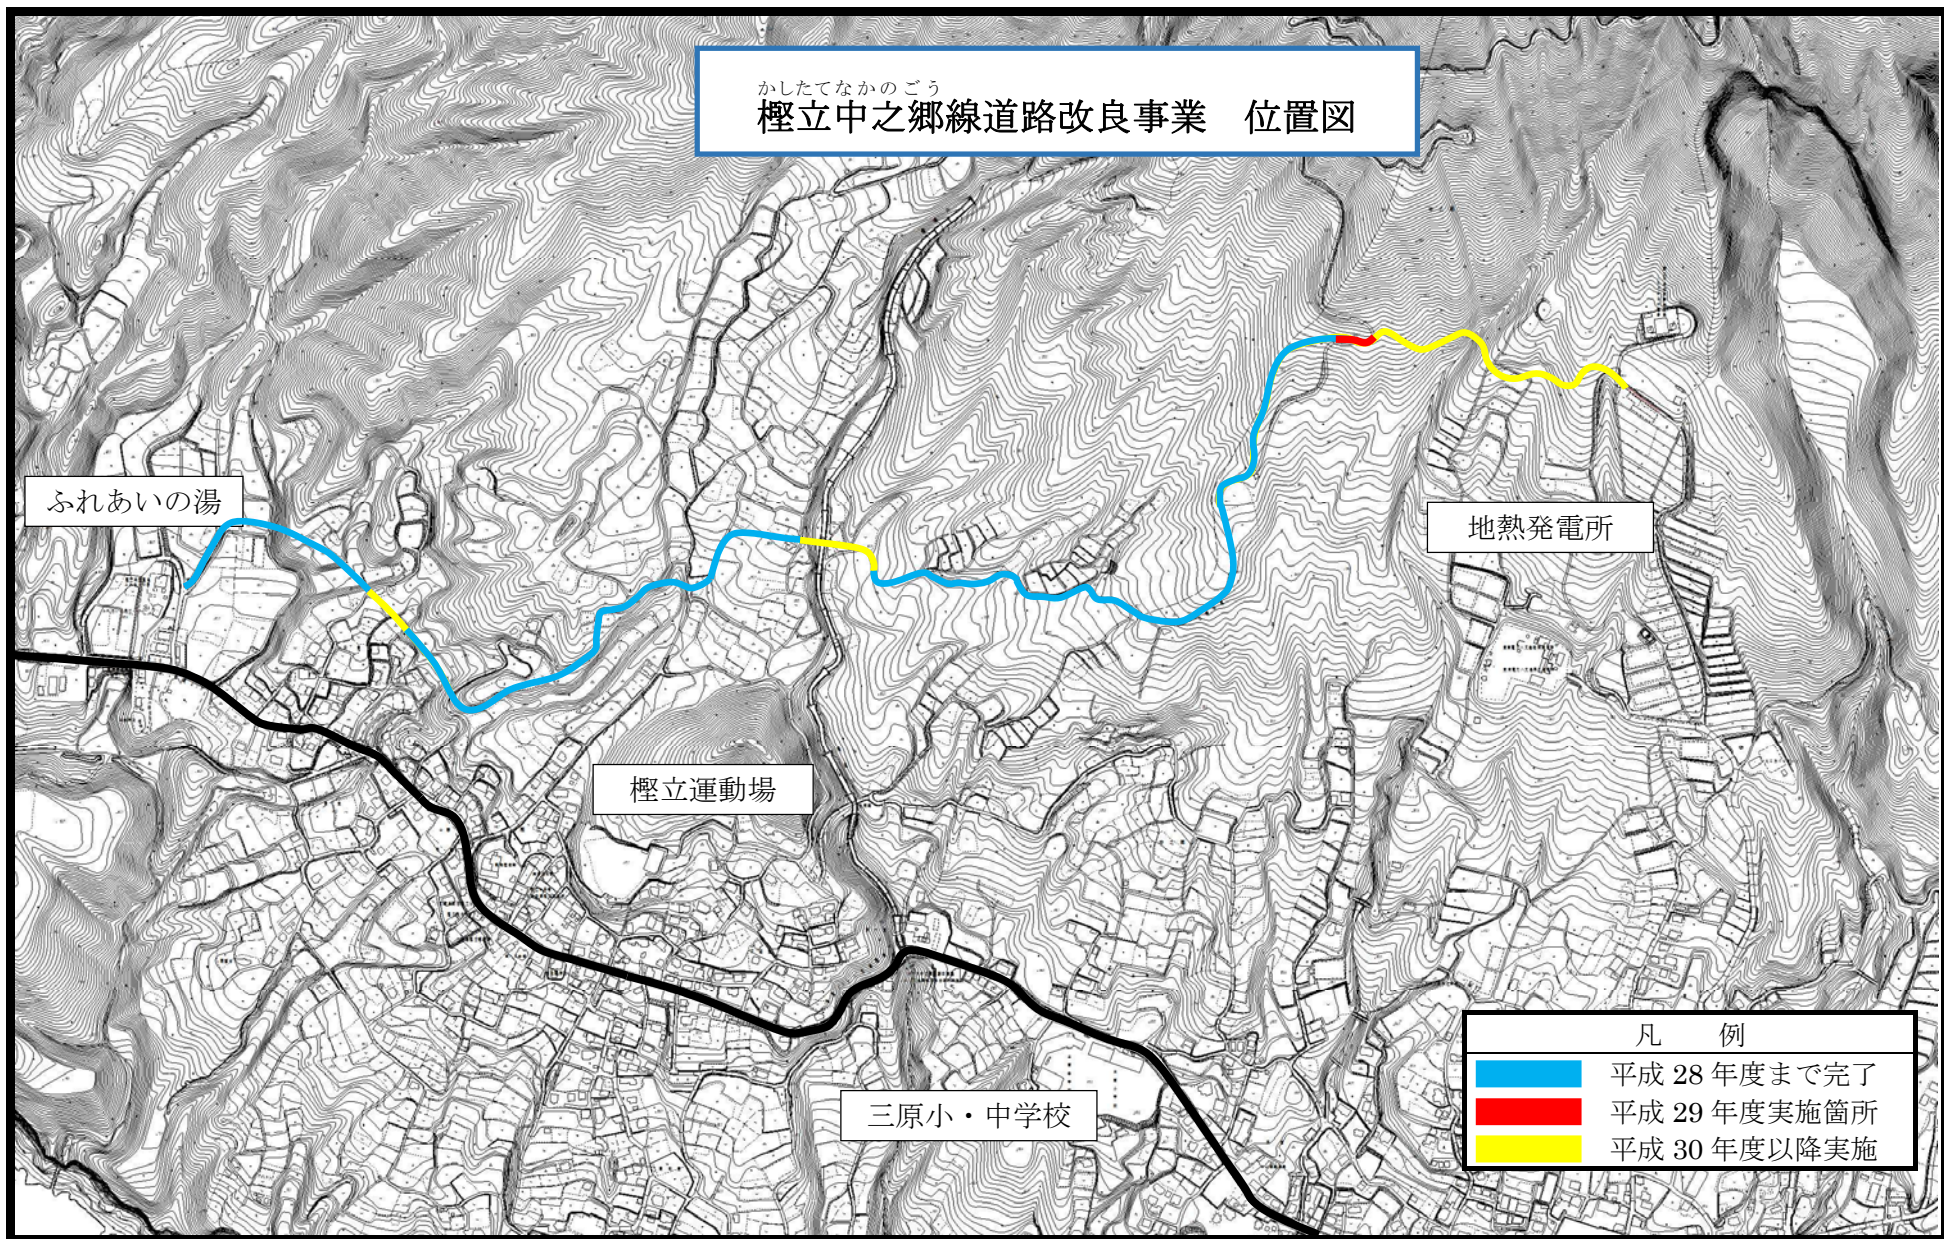 かしたてなかのごう
樫立中之郷線道路改良事業　位置図
ふれあいの湯
地熱発電所
樫立運動場
三原小・中学校
凡　例
平成 28 年度まで完了
平成 29 年度実施箇所
平成 30 年度以降実施